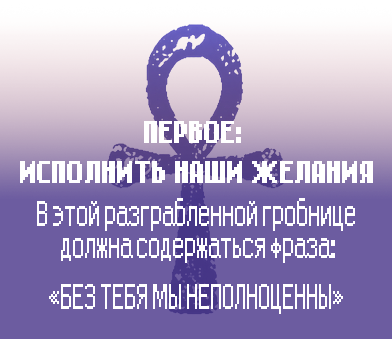 ПЕРВОЕ:
ИСПОЛНИТЬ НАШИ ЖЕЛАНИЯ
В этой разграбленной гробнице
должна содержаться фраза:
«БЕЗ ТЕБЯ МЫ НЕПОЛНОЦЕННЫ»